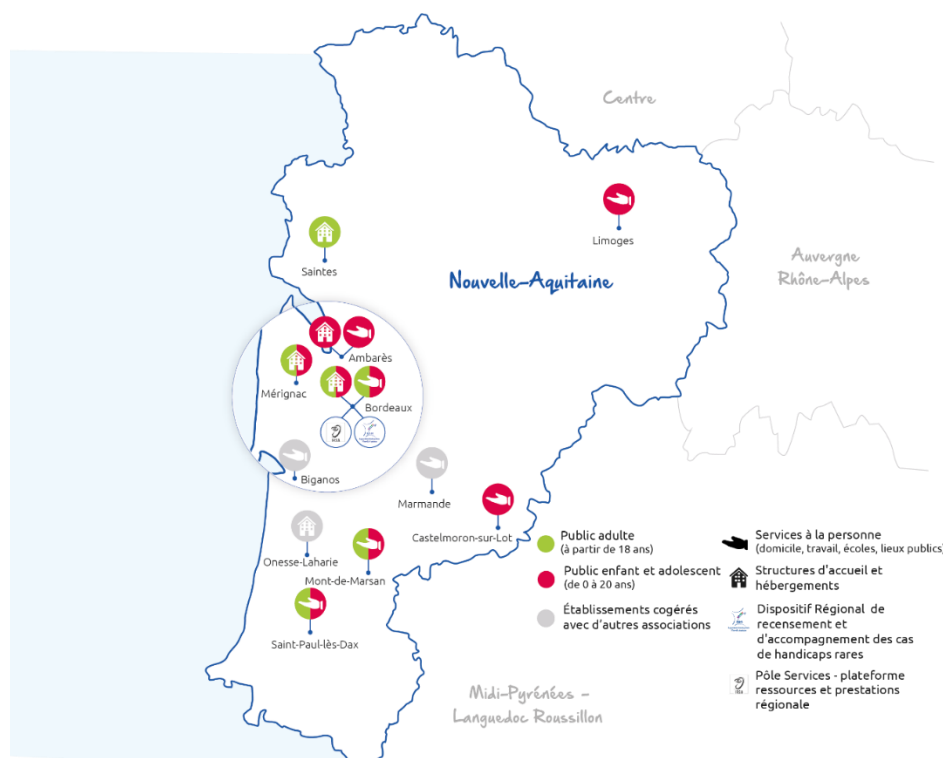 Centre
Limoges
Auvergne
Rhône-Alpes
Saintes
Nouvelle-Aquitaine
Ambarès
Mérignac
Bordeaux
Biganos
Marmande
Castelmoron-sur-Lot
Onesse-Laharie
Mont-de-Marsan
Saint-Paul-lès-Dax
Midi-Pyrénées -
Languedoc Roussillon
Public adulte
(à partir de 18 ans)
Public enfant et adolescent
(de 0 à 20 ans)
Établissements cogérés
avec d'autres associations
Services à la personne
(domicile, travail, écoles, lieux publics)
Structures d'accueil et
hébergements
Dispositif Régional de
recensement et
d'accompagnement des cas
de handicaps rares
Pôle Services - plateforme
ressources et prestations
régionale